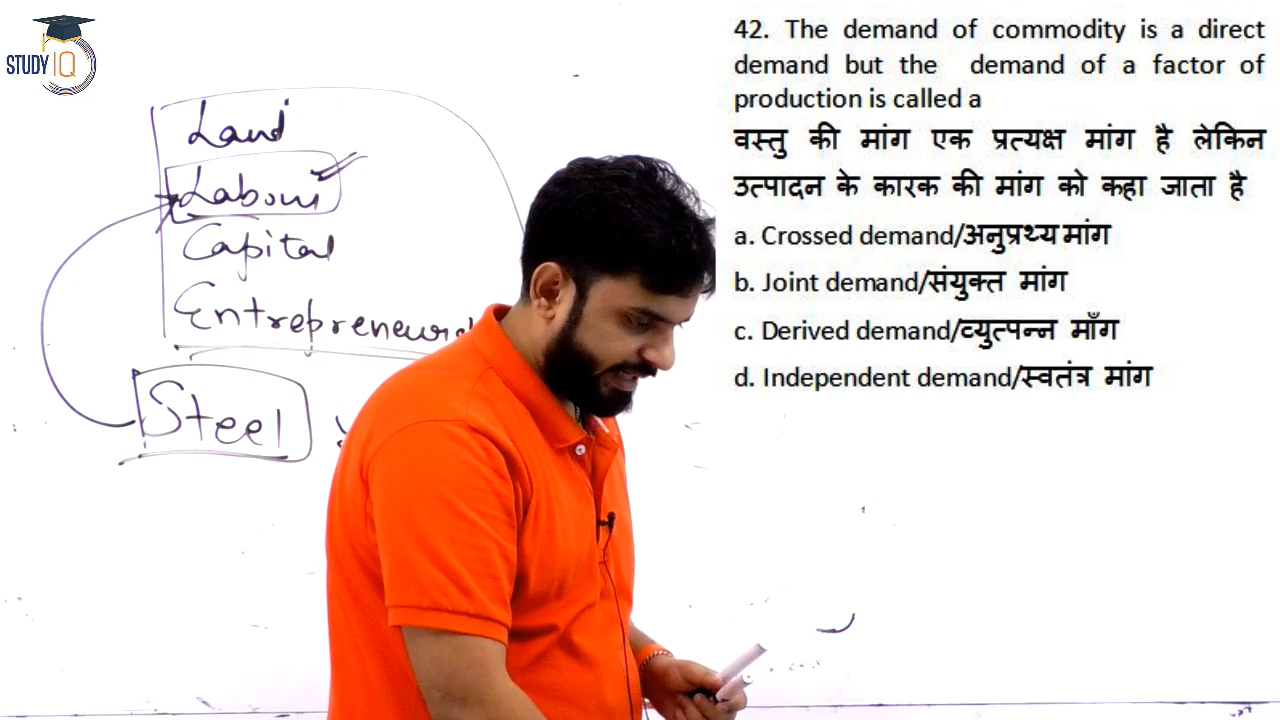 STUDY IQ
Land
Labour
Capital
Entrepreneurs
Steel
42. The demand of commodity is a direct
demand but the demand of a factor of
production is called a
वस्तु की मांग एक प्रत्यक्ष मांग है लेकिन
उत्पादन के कारक की मांग को कहा जाता है
a. Crossed demand/अनुप्रथ्य मांग
b. Joint demand/संयुक्त मांग
c. Derived demand/व्युत्पन्न माँग
d. Independent demand/स्वतंत्र मांग